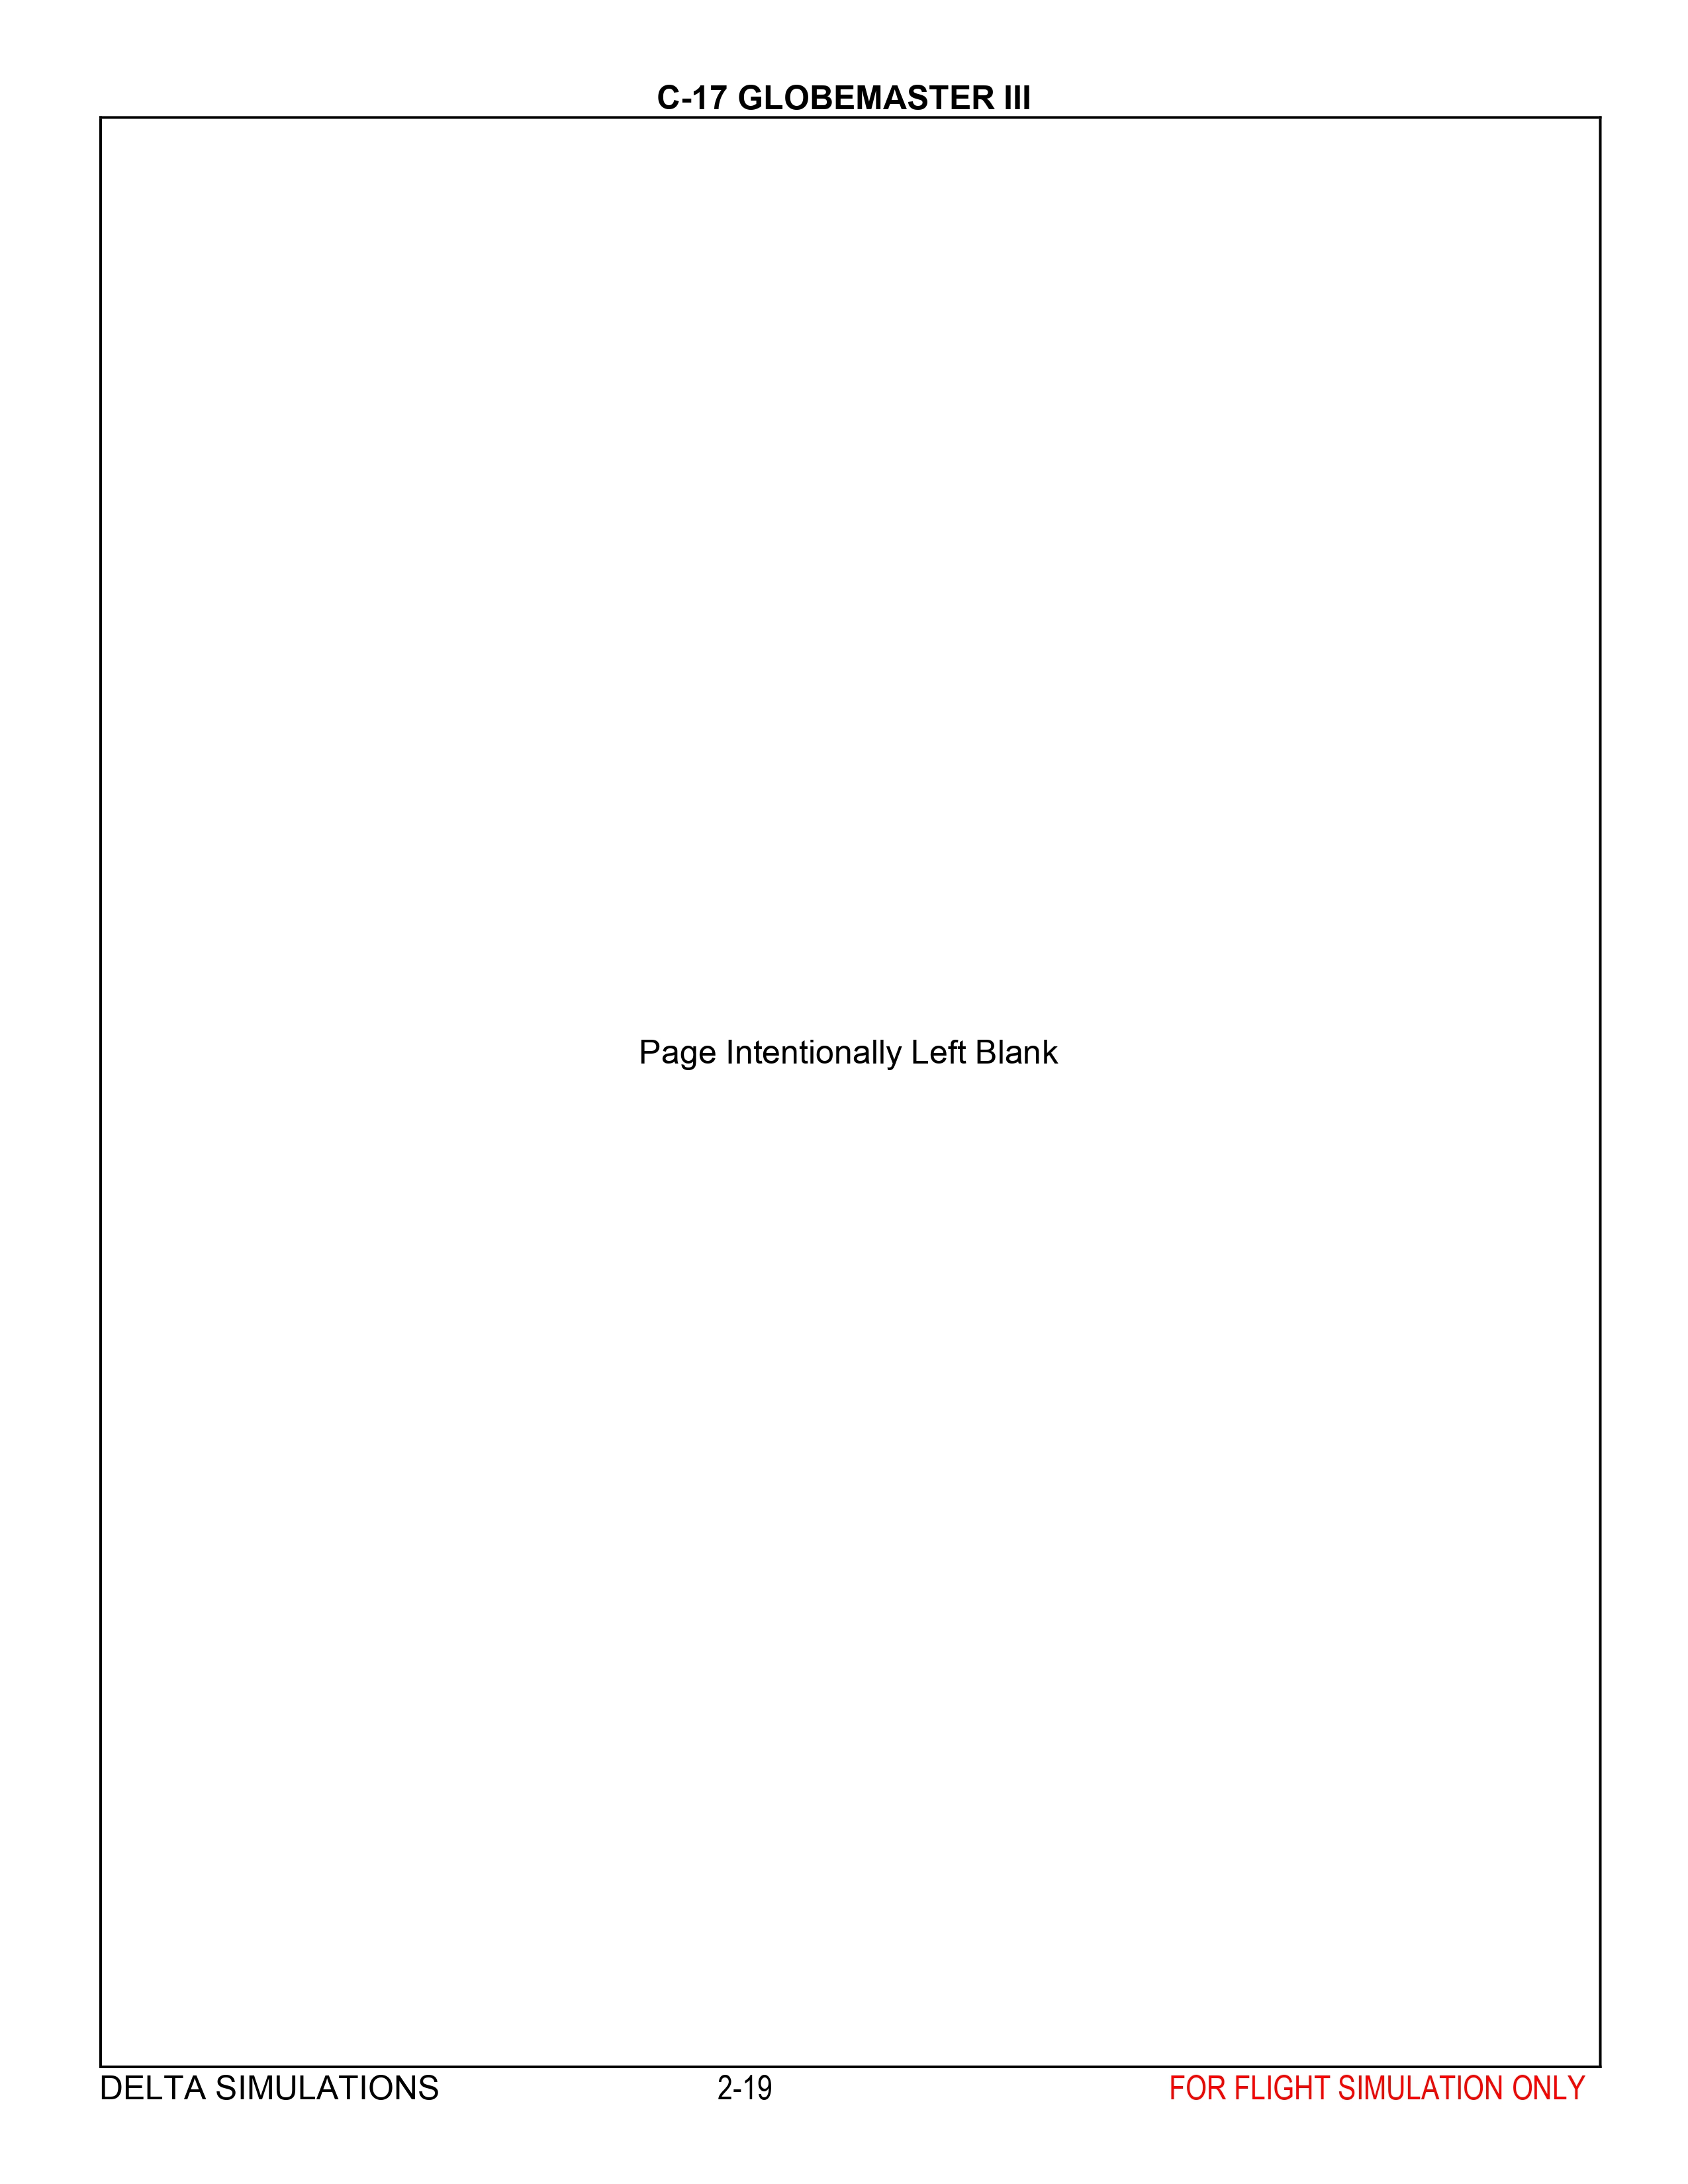 C-17 GLOBEMASTER III
Page Intentionally Left Blank
DELTA SIMULATIONS 2-19 FOR FLIGHT SIMULATION ONLY